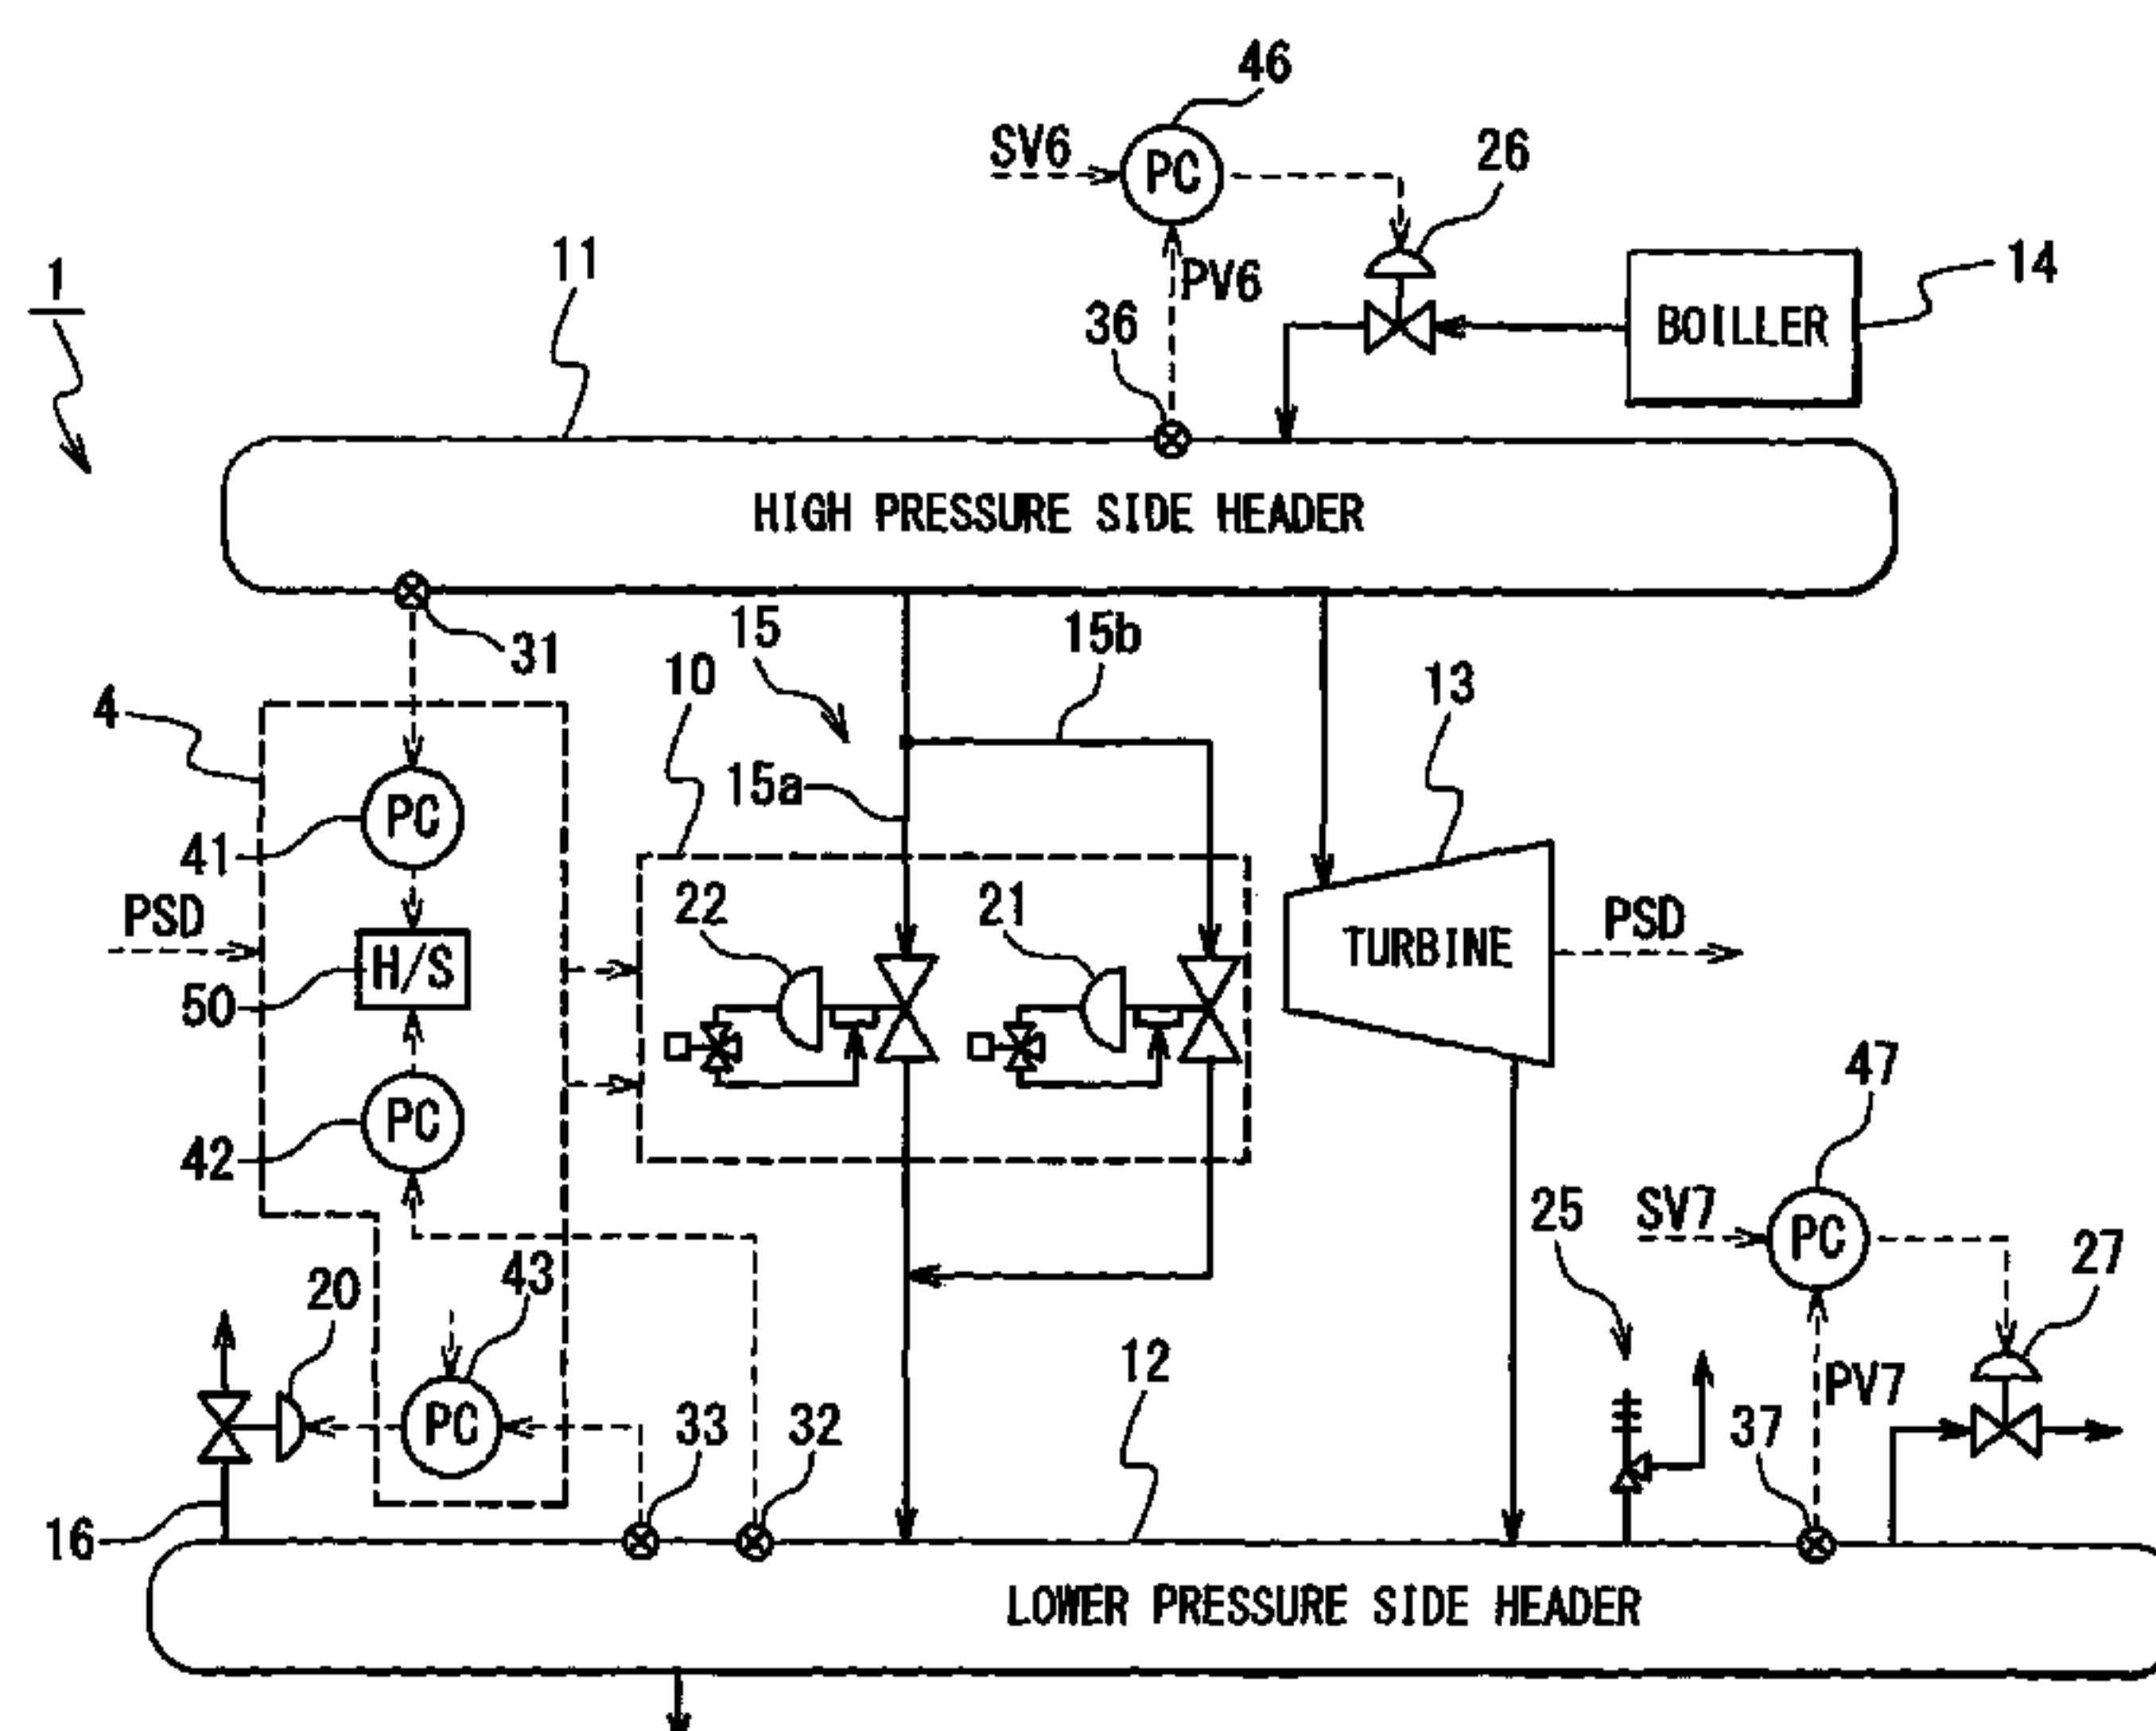 46
SV6
PC
26
1
11
36
PV6
BOILLER
14
HIGH PRESSURE SIDE HEADER
31
15
15b
10
13
4
15a
PC
41
22
21
PSD
H/S
TURBINE
PSD
50
PC
42
47
25
SV7
PC
27
43
20
12
PV7
PC
33
32
37
16
LOWER PRESSURE SIDE HEADER